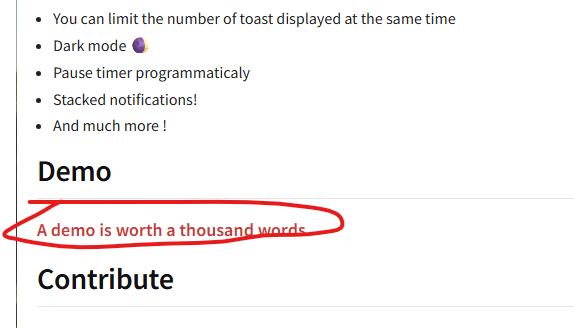 You can limit the number of toast displayed at the same time
Dark mode 🌒
Pause timer programmaticaly
Stacked notifications!
And much more !
Demo
A demo is worth a thousand words
Contribute